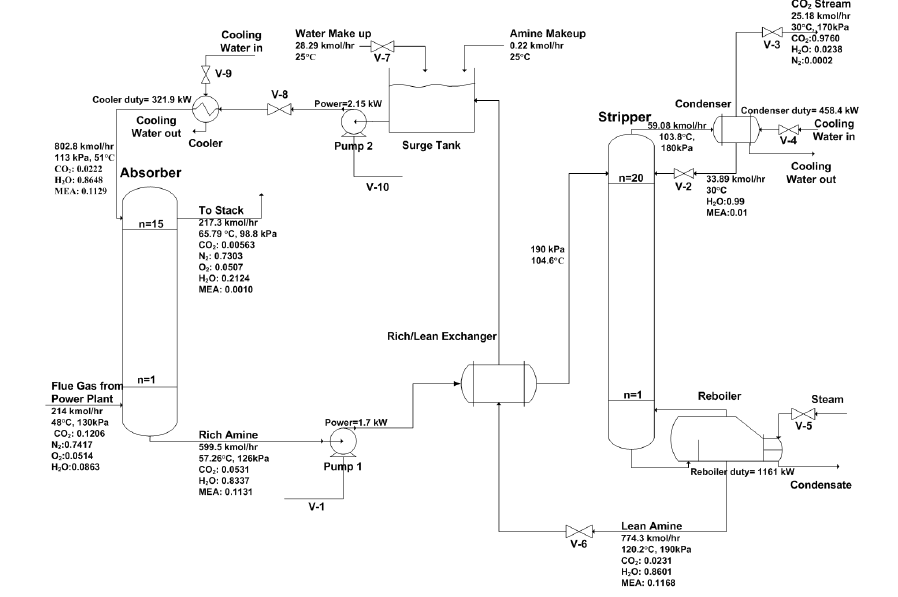 CO₂ Stream
25.18 kmol/hr
30°C, 170kPa
CO₂:0.9760
H₂O: 0.0238
N₂:0.0002
V-3
Cooling
Water in
V-9
Water Make up
28.29 kmol/hr
25°C
V-7
Amine Makeup
0.22 kmol/hr
25°C
Cooler duty= 321.9 kW
V-8
Power=2.15 kW
Cooling
Water out
Cooler
Pump 2
Surge Tank
V-10
Condenser
Condenser duty= 458.4 kW
Cooling
Water in
V-4
Cooling
Water out
Stripper
59.08 kmol/hr
103.8°C,
180kPa
n=20
V-2
33.89 kmol/hr
30°C
H₂O:0.99
MEA:0.01
802.8 kmol/hr
113 kPa, 51°C
CO₂: 0.0222
H₂O: 0.8648
MEA: 0.1129
Absorber
n=15
To Stack
217.3 kmol/hr
65.79 °C, 98.8 kPa
CO₂: 0.00563
N₂: 0.7303
O₂: 0.0507
H₂O: 0.2124
MEA: 0.0010
190 kPa
104.6°C
Rich/Lean Exchanger
n=1
n=1
Flue Gas from
Power Plant
214 kmol/hr
48°C, 130kPa
CO₂: 0.1206
N₂:0.7417
O₂:0.0514
H₂O:0.0863
Rich Amine
599.5 kmol/hr
57.26°C, 126kPa
CO₂: 0.0531
H₂O: 0.8337
MEA: 0.1131
Power=1.7 kW
Pump 1
V-1
Reboiler
Steam
V-5
Reboiler duty= 1161 kW
Condensate
V-6
Lean Amine
774.3 kmol/hr
120.2°C, 190kPa
CO₂: 0.0231
H₂O: 0.8601
MEA: 0.1168